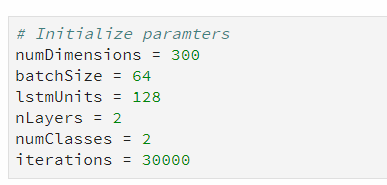 # Initialize paramters
numDimensions = 300
batchSize = 64
lstmUnits = 128
nLayers = 2
numClasses = 2
iterations = 30000